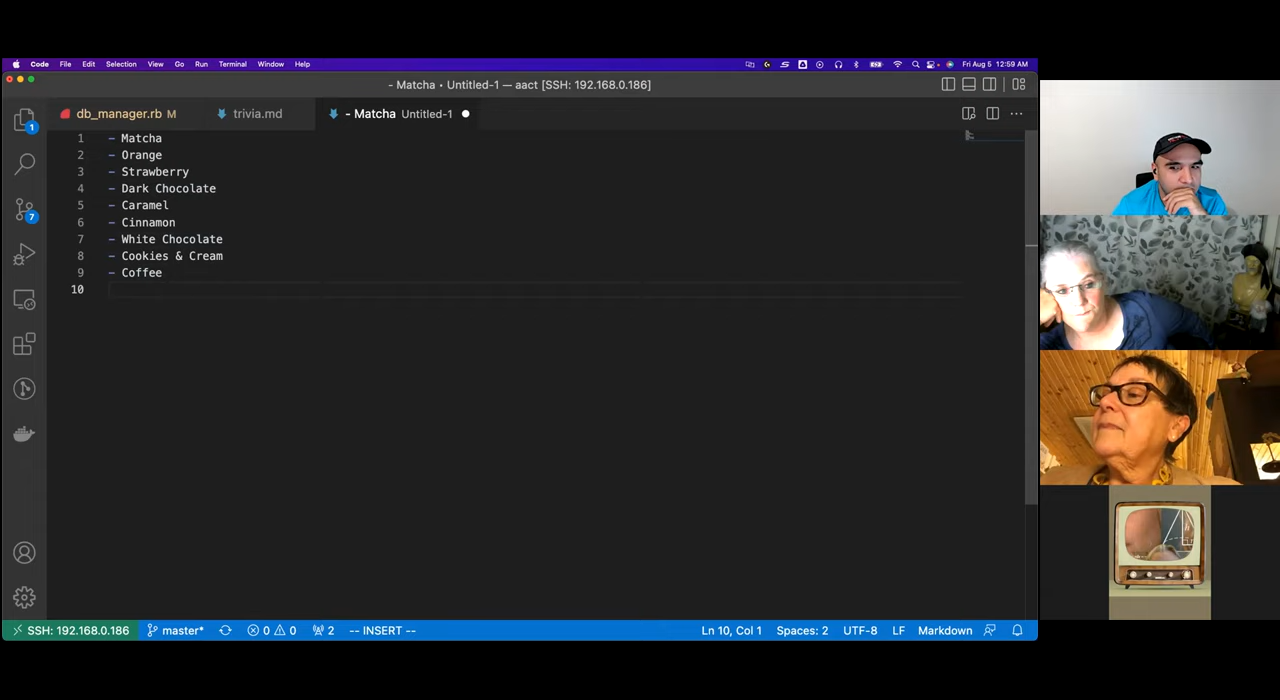 Code File Edit Selection View Go Run Terminal Window Help Fri Aug 5 12:59 AM
- Matcha • Untitled-1 — aact [SSH: 192.168.0.186]
db_manager.rb M trivia.md - Matcha Untitled-1
1 - Matcha
2 - Orange
3 - Strawberry
4 - Dark Chocolate
5 - Caramel
6 - Cinnamon
7 - White Chocolate
8 - Cookies & Cream
9 - Coffee
10
1
7
SSH: 192.168.0.186 master* 0 0 2 -- INSERT -- Ln 10, Col 1 Spaces: 2 UTF-8 LF Markdown